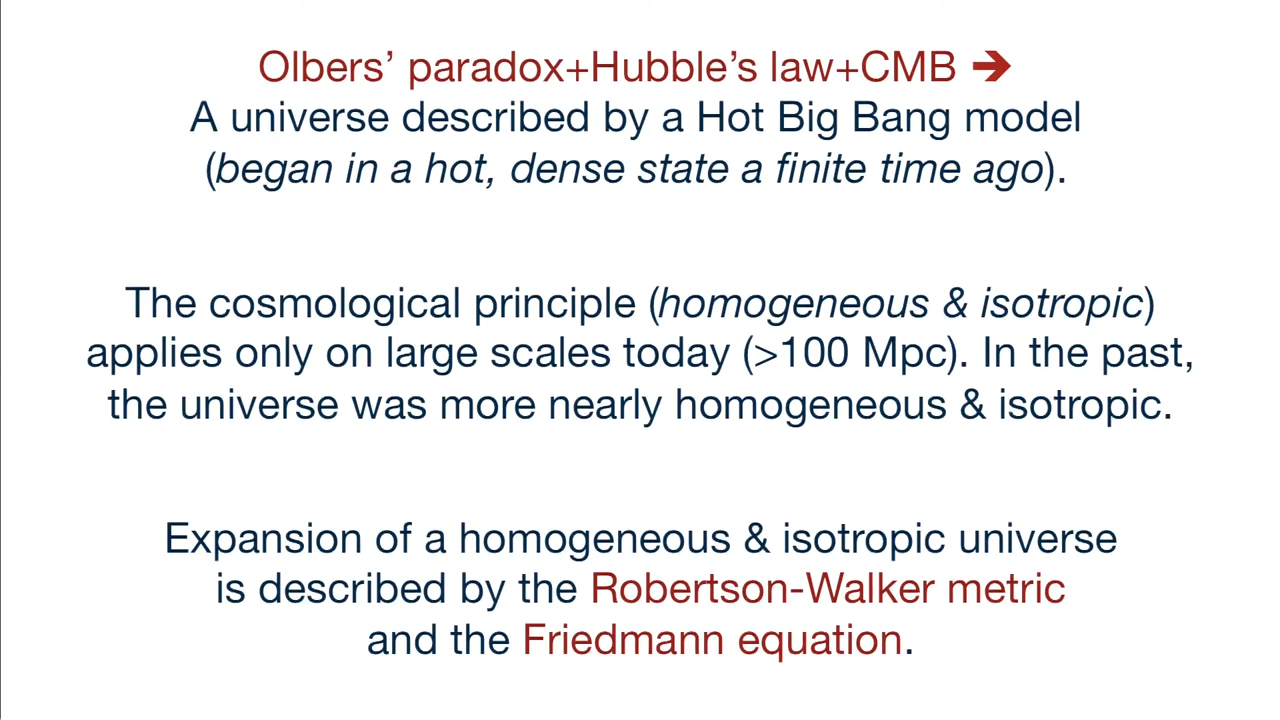 Olbers’ paradox+Hubble’s law+CMB ➔
A universe described by a Hot Big Bang model
(began in a hot, dense state a finite time ago).
The cosmological principle (homogeneous & isotropic)
applies only on large scales today (>100 Mpc). In the past,
the universe was more nearly homogeneous & isotropic.
Expansion of a homogeneous & isotropic universe
is described by the Robertson-Walker metric
and the Friedmann equation.